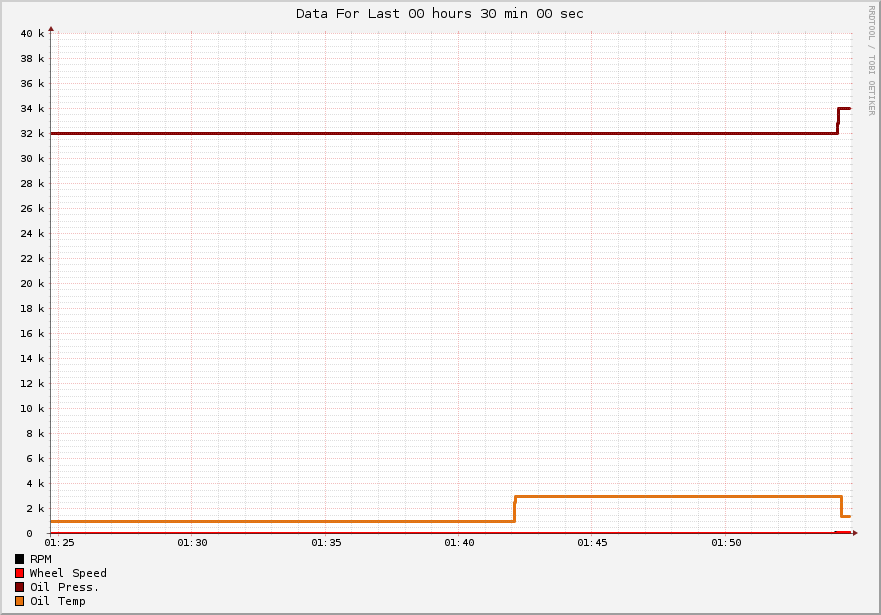 Data For Last 00 hours 30 min 00 sec
RRDTOOL / TOBI OETIKER
40 k
38 k
36 k
34 k
32 k
30 k
28 k
26 k
24 k
22 k
20 k
18 k
16 k
14 k
12 k
10 k
8 k
6 k
4 k
2 k
0
01:25 01:30 01:35 01:40 01:45 01:50
RPM
Wheel Speed
Oil Press.
Oil Temp